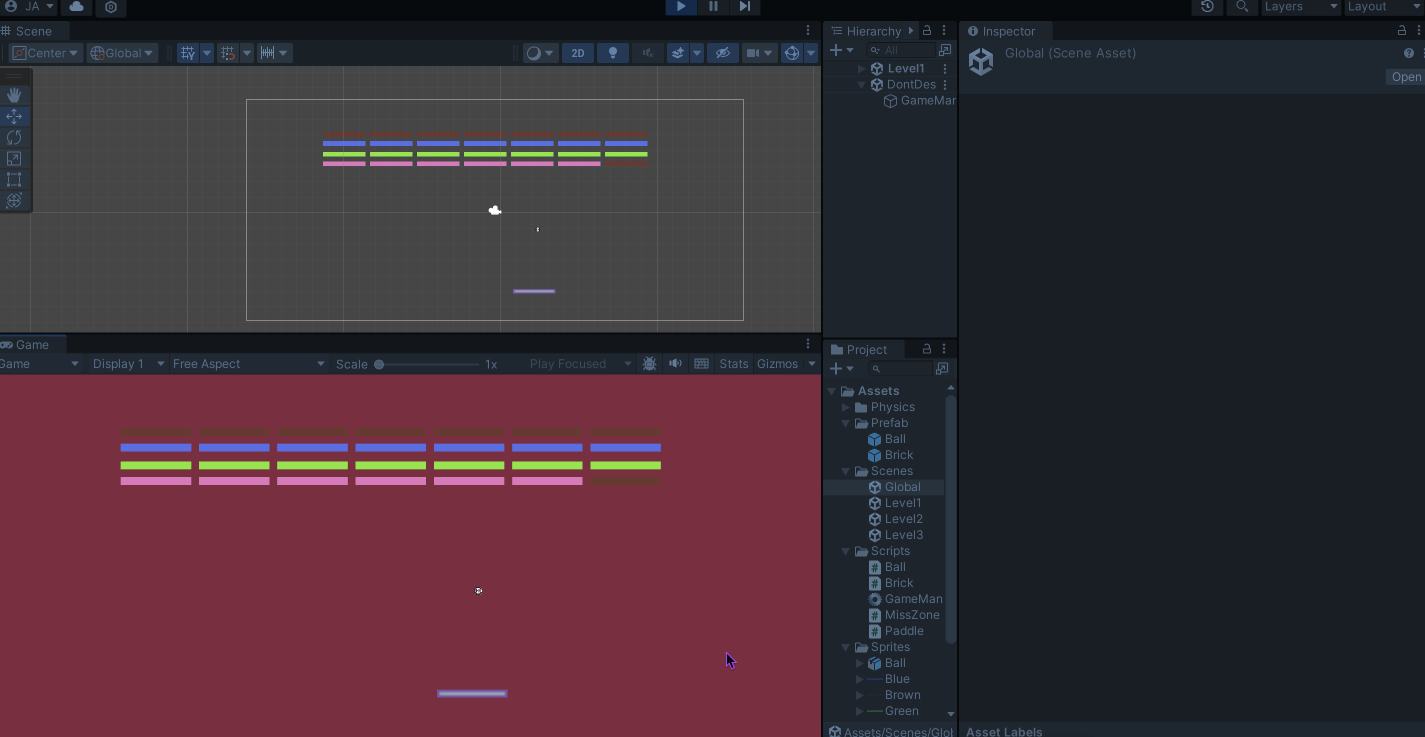 JA Layers Layout
Scene
Center Global 2D
Game
Game Display 1 Free Aspect Scale 1x Play Focused Stats Gizmos
Hierarchy
All
Level1
DontDes
GameMar
Project
Assets
Physics
Prefab
Ball
Brick
Scenes
Global
Level1
Level2
Level3
Scripts
Ball
Brick
GameMan
MissZone
Paddle
Sprites
Ball
Blue
Brown
Green
Assets/Scenes/Glob
Inspector
Global (Scene Asset)
Open
Asset Labels